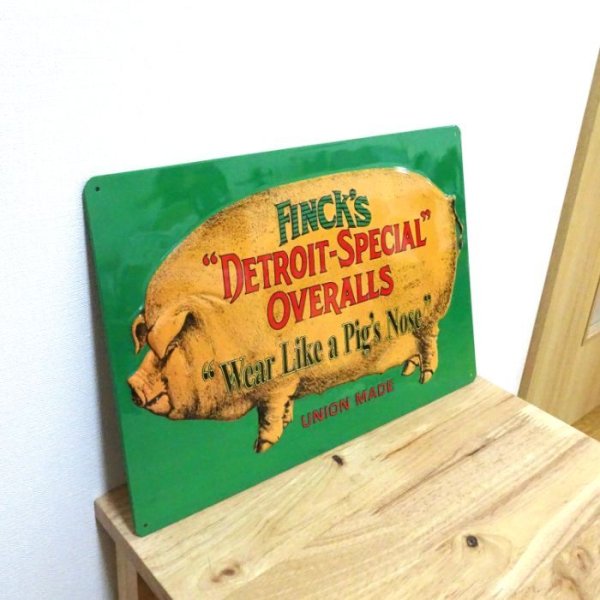 FINCK'S
"DETROIT-SPECIAL"
OVERALLS
"Wear Like a Pig's Nose"
UNION MADE